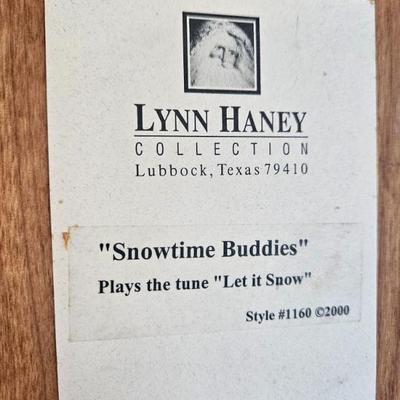 LYNN HANEY
COLLECTION
Lubbock, Texas 79410
"Snowtime Buddies"
Plays the tune "Let it Snow"
Style #1160 ©2000